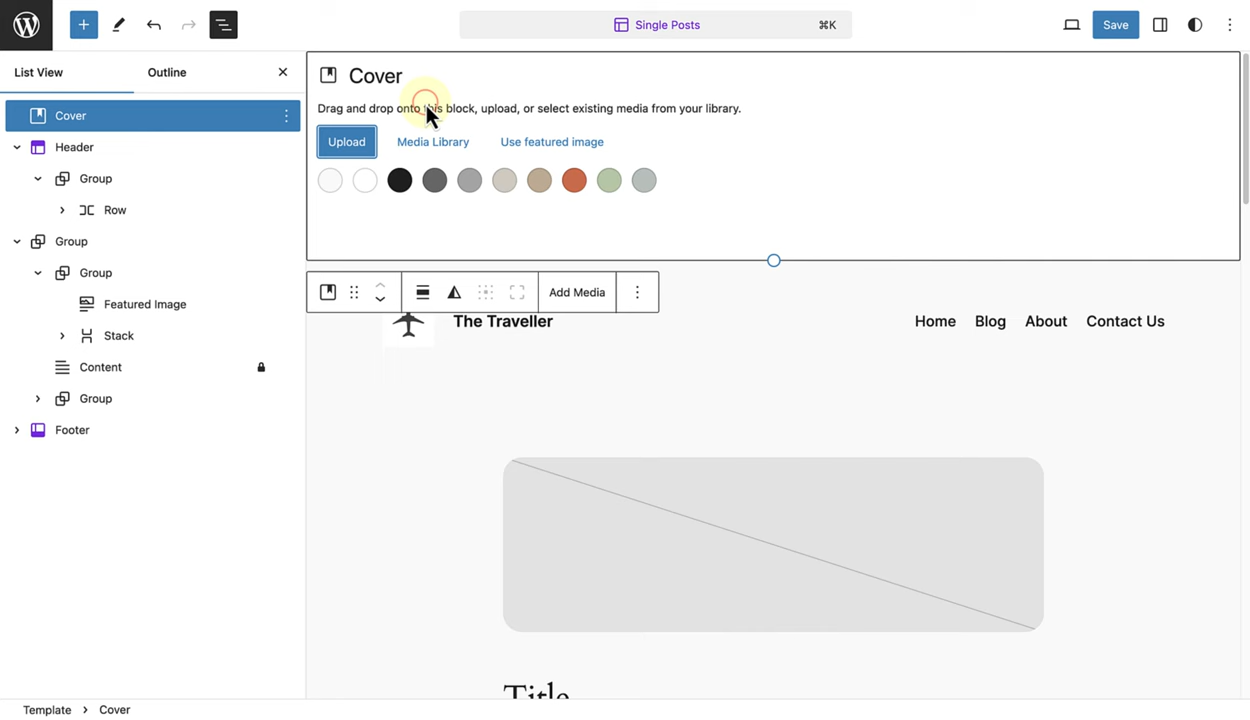 Single Posts
⌘K
Save
List View
Outline
Cover
Header
Group
Row
Group
Group
Featured Image
Stack
Content
Group
Footer
Cover
Drag and drop onto this block, upload, or select existing media from your library.
Upload
Media Library
Use featured image
Add Media
The Traveller
Home
Blog
About
Contact Us
Title
Template > Cover